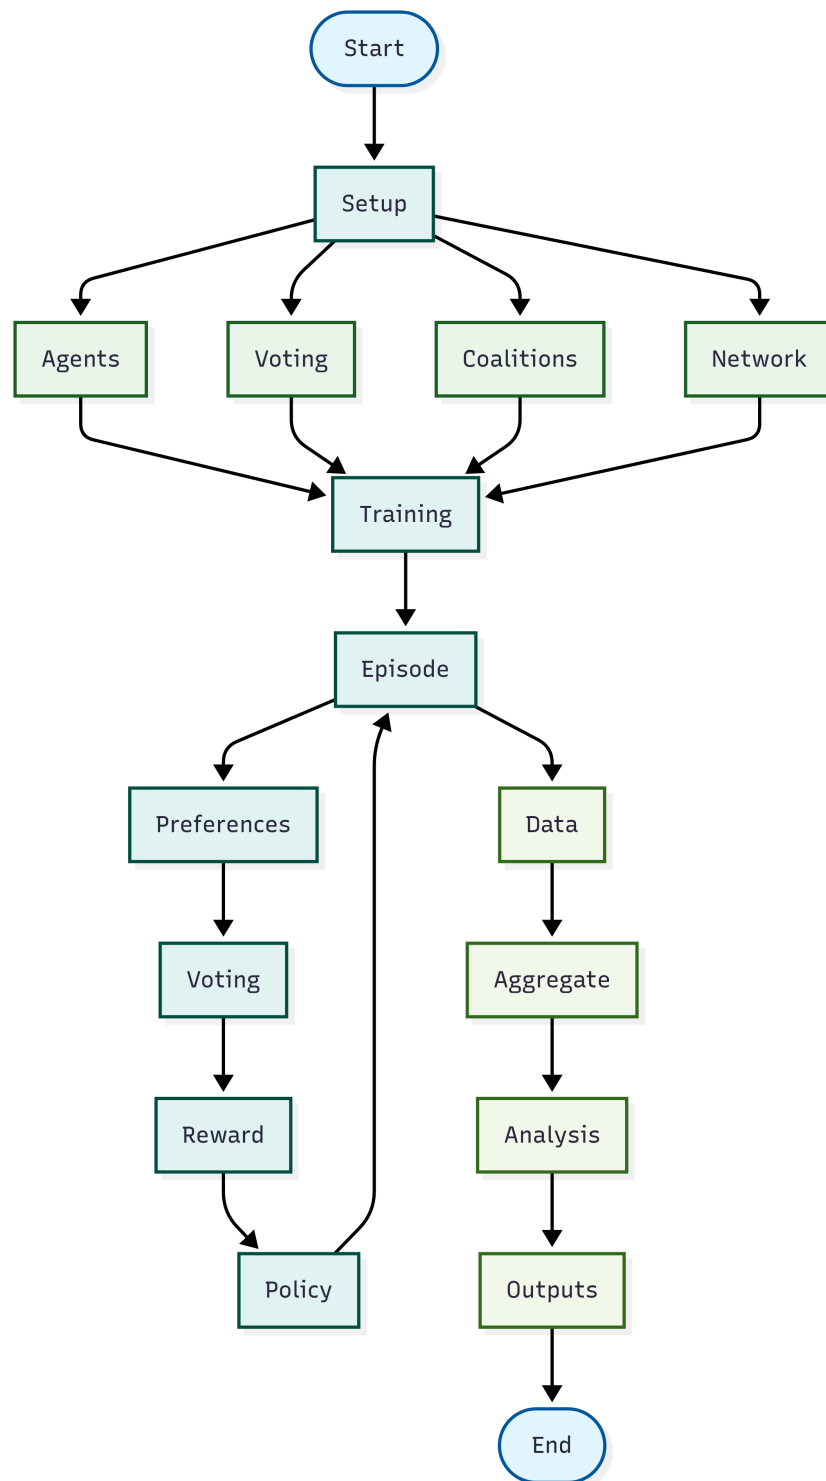 Start
Setup
Agents
Voting
Coalitions
Network
Training
Episode
Preferences
Data
Voting
Aggregate
Reward
Analysis
Policy
Outputs
End